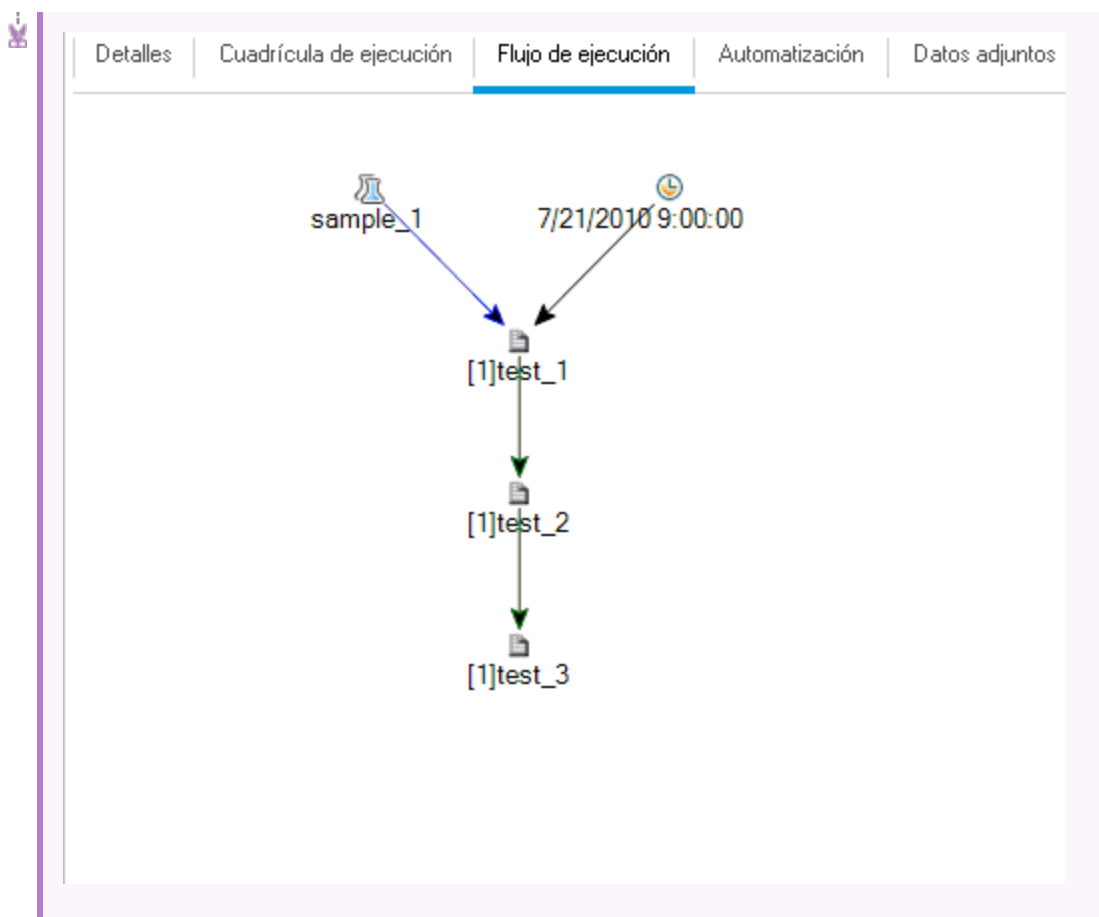 Detalles Cuadrícula de ejecución Flujo de ejecución Automatización Datos adjuntos
sample_1 7/21/2010 9:00:00
[1]test_1
[1]test_2
[1]test_3